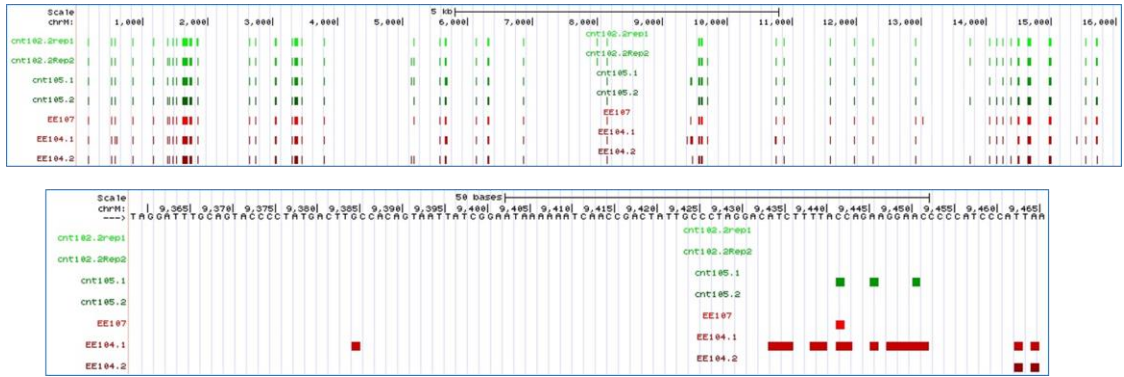 Scale 5 kb
chrM: 1,000| 2,000| 3,000| 4,000| 5,000| 6,000| 7,000| 8,000| 9,000| 10,000| 11,000| 12,000| 13,000| 14,000| 15,000| 16,000|
cnt102.2rep1
cnt102.2rep1
cnt102.2Rep2
cnt102.2Rep2
cnt105.1
cnt105.1
cnt105.2
cnt105.2
EE107
EE107
EE104.1
EE104.1
EE104.2
EE104.2
Scale 50 bases
chrM: | 9,365| 9,370| 9,375| 9,380| 9,385| 9,390| 9,395| 9,400| 9,405| 9,410| 9,415| 9,420| 9,425| 9,430| 9,435| 9,440| 9,445| 9,450| 9,455| 9,460| 9,465|
---> TAGGATTTGCAGTACCCCTATGACTTGCCACAGTAATTATCGGAATAAAAAATCAACCGACTATTGCCCTAGGACATCTTTTACCAGAAGGAACCCCCCATCCCATTAA
cnt102.2rep1
cnt102.2rep1
cnt102.2Rep2
cnt102.2Rep2
cnt105.1
cnt105.1
cnt105.2
cnt105.2
EE107
EE107
EE104.1
EE104.1
EE104.2
EE104.2